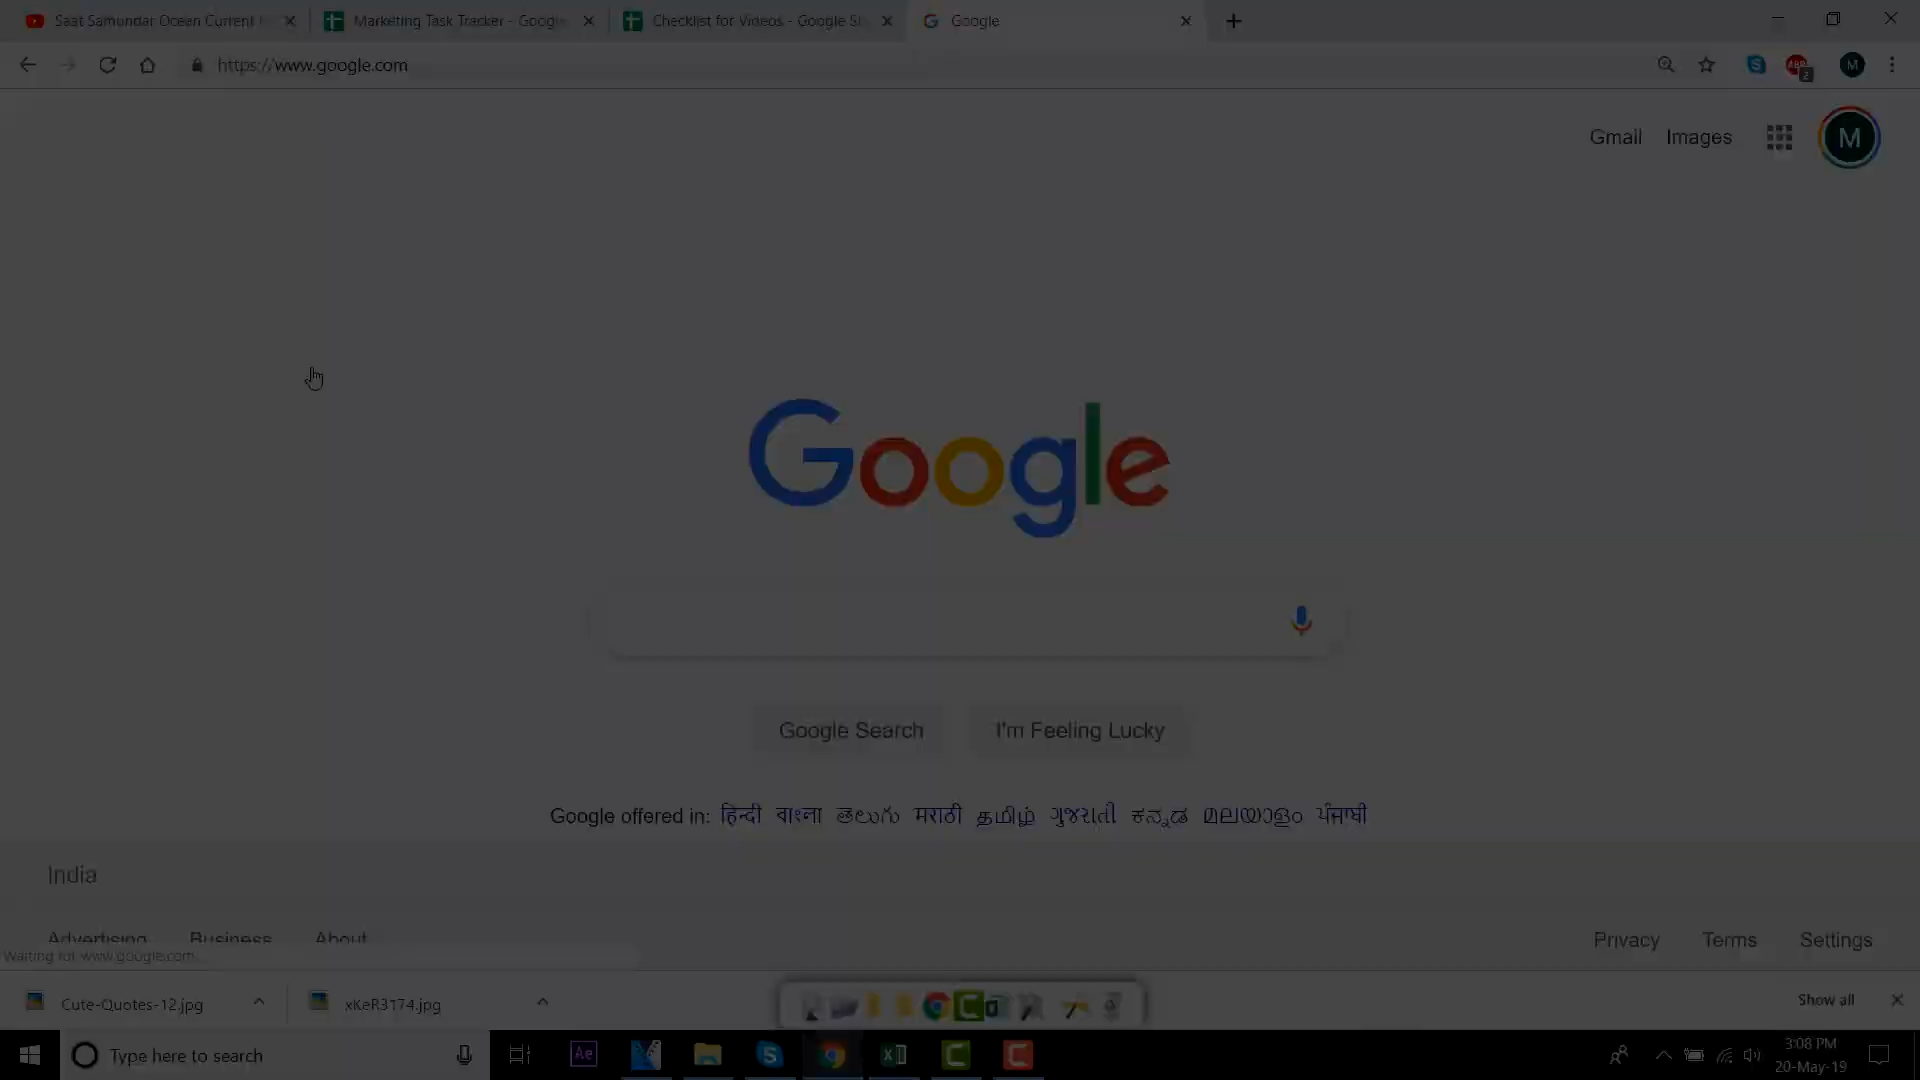 Saat Samundar Ocean Current
Marketing Task Tracker - Google
Checklist for Videos - Google S
Google
https://www.google.com
ABP
2
M
Gmail
Images
M
Google
Google Search
I'm Feeling Lucky
Google offered in: हिन्दी বাংলা తెలుగు मराठी தமிழ் ગુજરાતી ಕನ್ನಡ മലയാളം ਪੰਜਾਬੀ
India
Advertising Business About
Privacy Terms Settings
Waiting for www.google.com...
Cute-Quotes-12.jpg
xKeR3174.jpg
Show all
Type here to search
Ae
3:08 PM
20-May-19